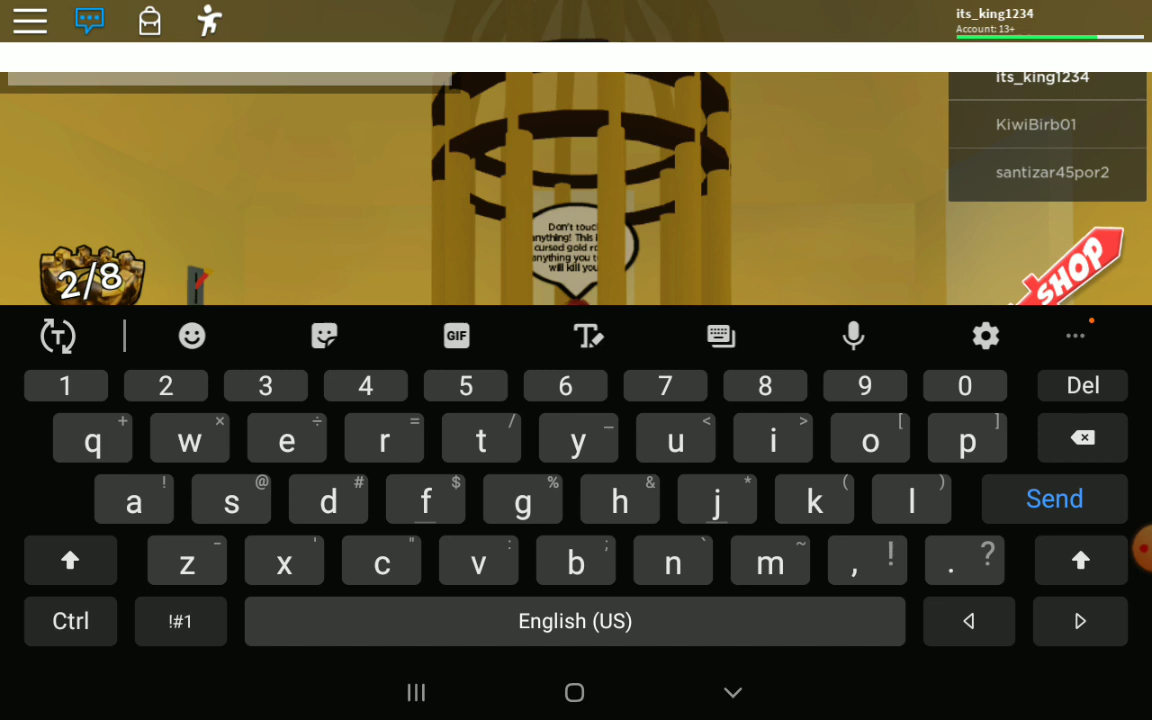 its_king1234
Account: 13+
its_king1234
KiwiBirb01
santizar45por2
Don't touch
anything! This
cursed gold
anything you
will kill you
2/8
SHOP
T
GIF
T
1 2 3 4 5 6 7 8 9 0 Del
+ × ÷ = / _ < > [ ]
q w e r t y u i o p
! @ # $ % & * ( )
a s d f g h j k l Send
- ' " : ; ` ~ ! ?
z x c v b n m , .
Ctrl !#1 English (US)